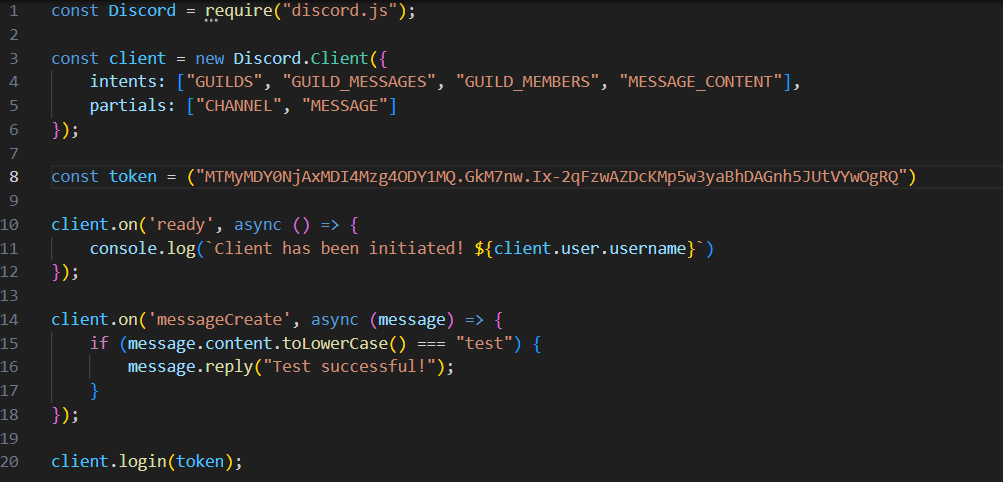 1 const Discord = require("discord.js");
2
3 const client = new Discord.Client({
4 intents: ["GUILDS", "GUILD_MESSAGES", "GUILD_MEMBERS", "MESSAGE_CONTENT"],
5 partials: ["CHANNEL", "MESSAGE"]
6 });
7
8 const token = ("MTMyMDY0NjAxMDI4Mzg4ODY1MQ.GkM7nw.Ix-2qFzwAZDcKMp5w3yaBhDAGnh5JUtVYwOgRQ")
9
10 client.on('ready', async () => {
11 console.log(`Client has been initiated! ${client.user.username}`)
12 });
13
14 client.on('messageCreate', async (message) => {
15 if (message.content.toLowerCase() === "test") {
16 message.reply("Test successful!");
17 }
18 });
19
20 client.login(token);